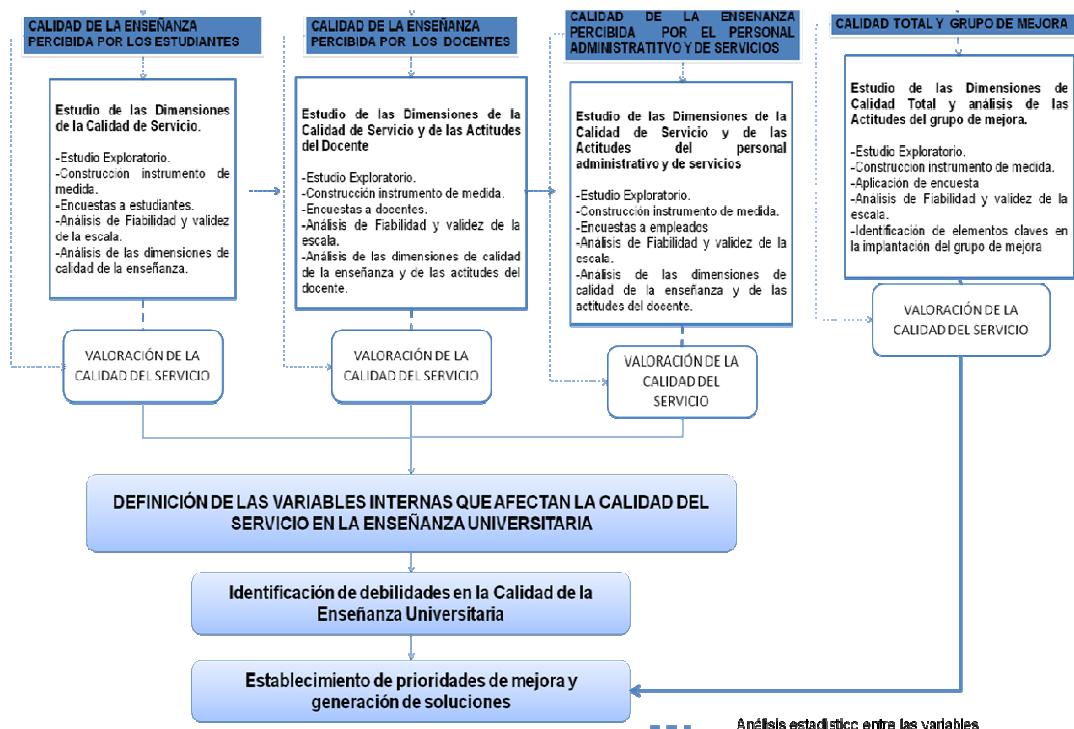 CALIDAD DE LA ENSEÑANZA
PERCIBIDA POR LOS ESTUDIANTES
CALIDAD DE LA ENSEÑANZA
PERCIBIDA POR LOS DOCENTES
CALIDAD DE LA ENSENANZA
PERCIBIDA POR EL PERSONAL
ADMINISTRATITVO Y DE SERVICIOS
CALIDAD TOTAL Y GRUPO DE MEJORA
Estudio de las Dimensiones
de la Calidad de Servicio.
-Estudio Exploratorio.
-Construcción instrumento de
medida.
-Encuestas a estudiantes.
-Análisis de Fiabilidad y validez
de la escala.
-Análisis de las dimensiones de
calidad de la enseñanza.
Estudio de las Dimensiones de la
Calidad de Servicio y de las Actitudes
del Docente
-Estudio Exploratorio.
-Construcción instrumento de medida.
-Encuestas a docentes.
-Análisis de Fiabilidad y validez de la
escala.
-Análisis de las dimensiones de calidad
de la enseñanza y de las actitudes del
docente.
Estudio de las Dimensiones de la
Calidad de Servicio y de las
Actitudes del personal
administrativo y de servicios
-Estudio Exploratorio.
-Construcción instrumento de medida.
-Encuestas a empleados
-Análisis de Fiabilidad y validez de la
escala.
-Análisis de las dimensiones de
calidad de la enseñanza y de las
actitudes del docente.
Estudio de las Dimensiones de
Calidad Total y análisis de las
Actitudes del grupo de mejora.
-Estudio Exploratorio.
-Construcción instrumento de medida.
-Aplicación de encuesta
-Análisis de Fiabilidad y validez de la
escala.
-Identificación de elementos claves en
la implantación del grupo de mejora
VALORACIÓN DE LA
CALIDAD DEL SERVICIO
VALORACIÓN DE LA
CALIDAD DEL SERVICIO
VALORACIÓN DE LA
CALIDAD DEL
SERVICIO
VALORACIÓN DE LA
CALIDAD DEL SERVICIO
DEFINICIÓN DE LAS VARIABLES INTERNAS QUE AFECTAN LA CALIDAD DEL
SERVICIO EN LA ENSEÑANZA UNIVERSITARIA
Identificación de debilidades en la Calidad de la
Enseñanza Universitaria
Establecimiento de prioridades de mejora y
generación de soluciones
Análisis estadístico entre las variables